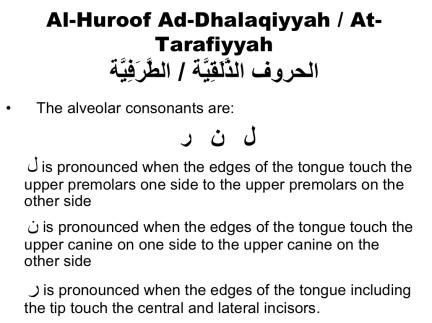 Al-Huroof Ad-Dhalaqiyyah / At-
Tarafiyyah
الحروف الذَّلَقِيَّة / الطَّرَفِيَّة
• The alveolar consonants are:
ل ن ر
ل is pronounced when the edges of the tongue touch the
upper premolars one side to the upper premolars on the
other side
ن is pronounced when the edges of the tongue touch the
upper canine on one side to the upper canine on the
other side
ر is pronounced when the edges of the tongue including
the tip touch the central and lateral incisors.